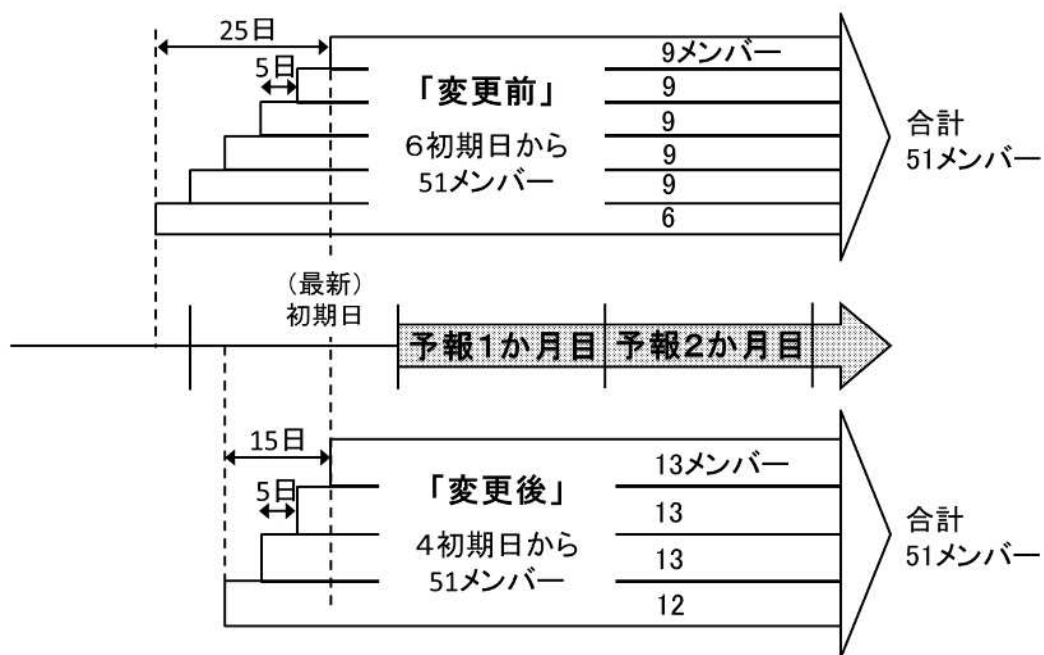 25日
5日
9メンバー
「変更前」
9
9
6初期日から
9
51メンバー
9
6
合計
51メンバー
（最新）
初期日
予報1か月目
予報2か月目
15日
5日
13メンバー
「変更後」
13
4初期日から
13
51メンバー
12
合計
51メンバー